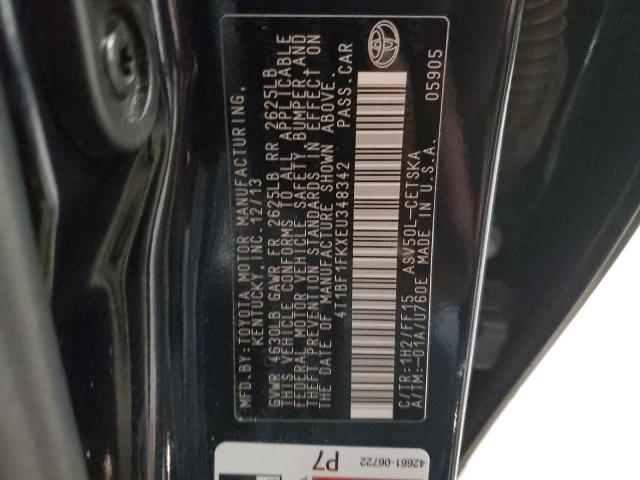 MFD.BY:TOYOTA MOTOR MANUFACTURING,
KENTUCKY, INC. 12/13
GVWR 4630LB GAWR FR 2625LB RR 2625LB
THIS VEHICLE CONFORMS TO ALL APPLICABLE
FEDERAL MOTOR VEHICLE SAFETY, BUMPER, AND
THEFT PREVENTION STANDARDS IN EFFECT ON
THE DATE OF MANUFACTURE SHOWN ABOVE.
4T1BF1FKXEU348342 PASS.CAR
C/TR:1H2/FF15 ASV50L-CETSKA
A/TM:-01A/U760E MADE IN U.S.A.
05905
42661-06722
P7